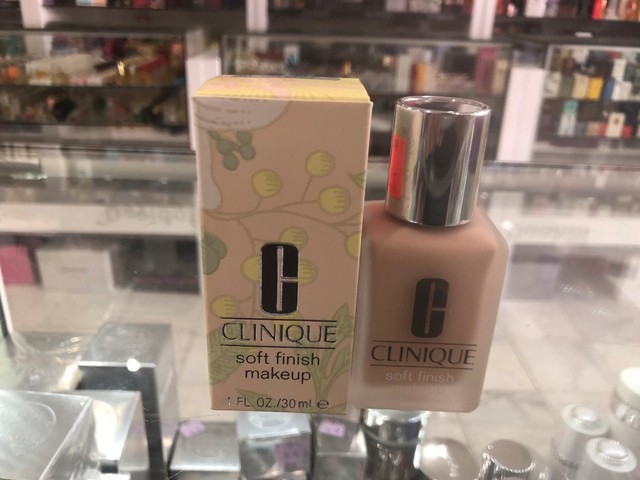 CLINIQUE
soft finish
makeup
1 FL. OZ./30 ml ℮
CLINIQUE
soft finish